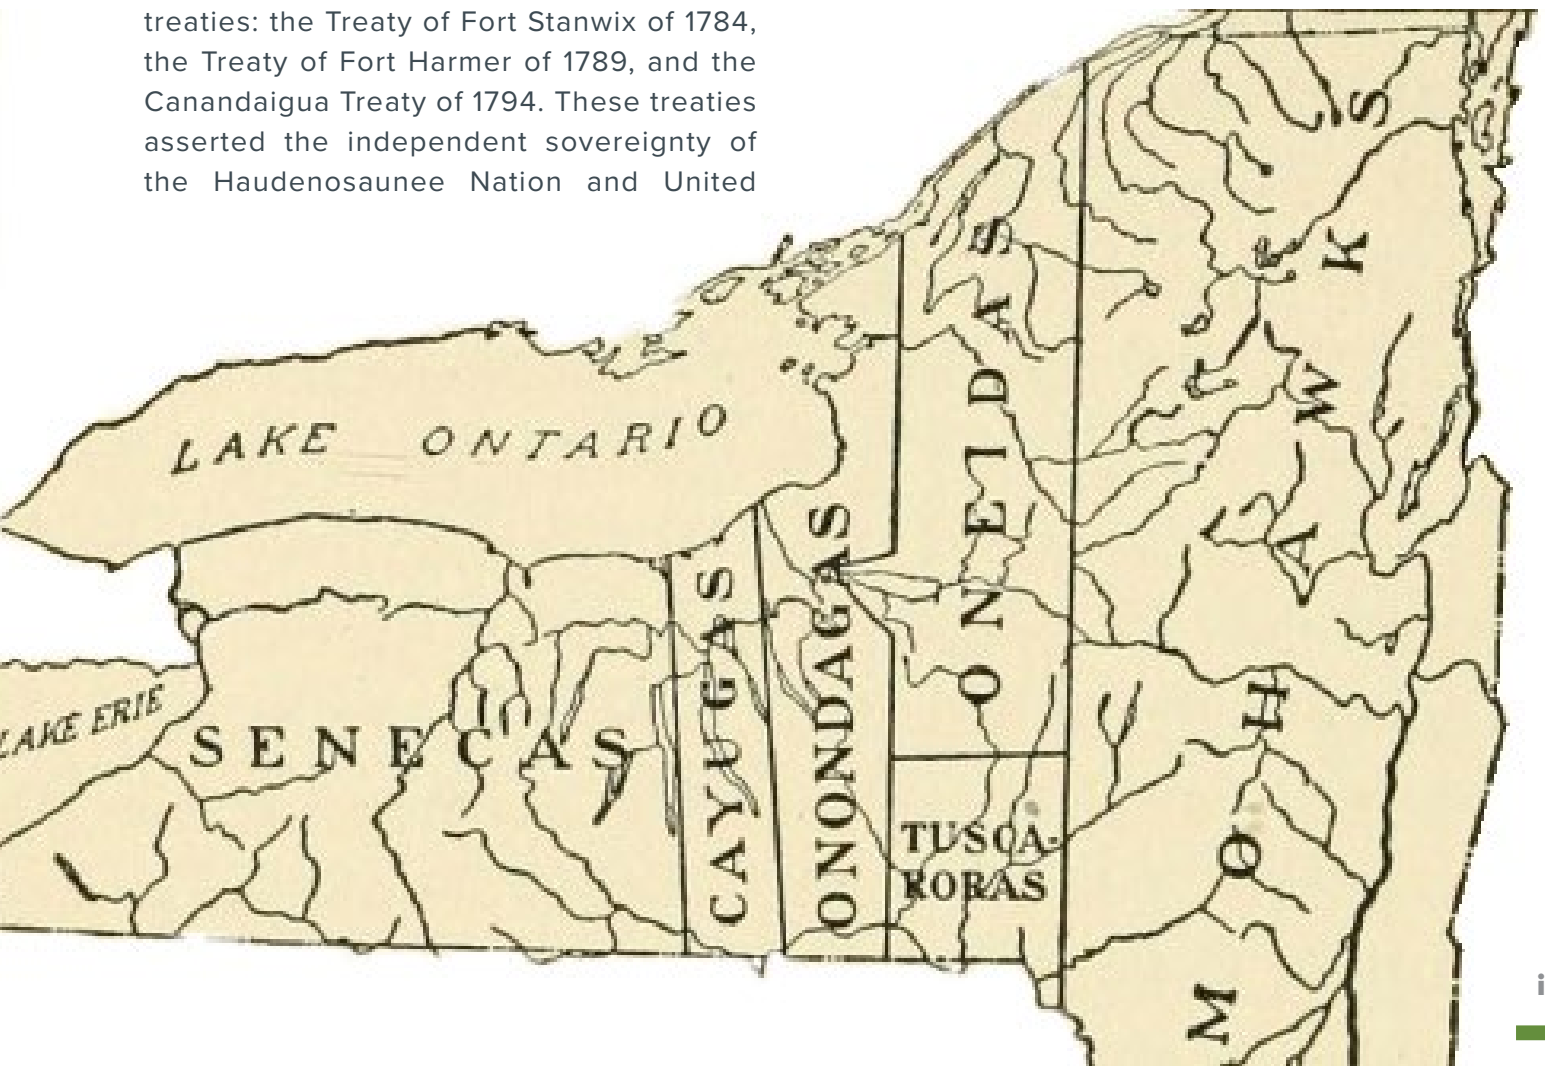 treaties: the Treaty of Fort Stanwix of 1784,
the Treaty of Fort Harmer of 1789, and the
Canandaigua Treaty of 1794. These treaties
asserted the independent sovereignty of
the Haudenosaunee Nation and United
LAKE ONTARIO
LAKE ERIE
SENECAS
CAYUGAS
ONONDAGAS
ONEIDAS
TUSCA-
RORAS
MOHAWKS
i